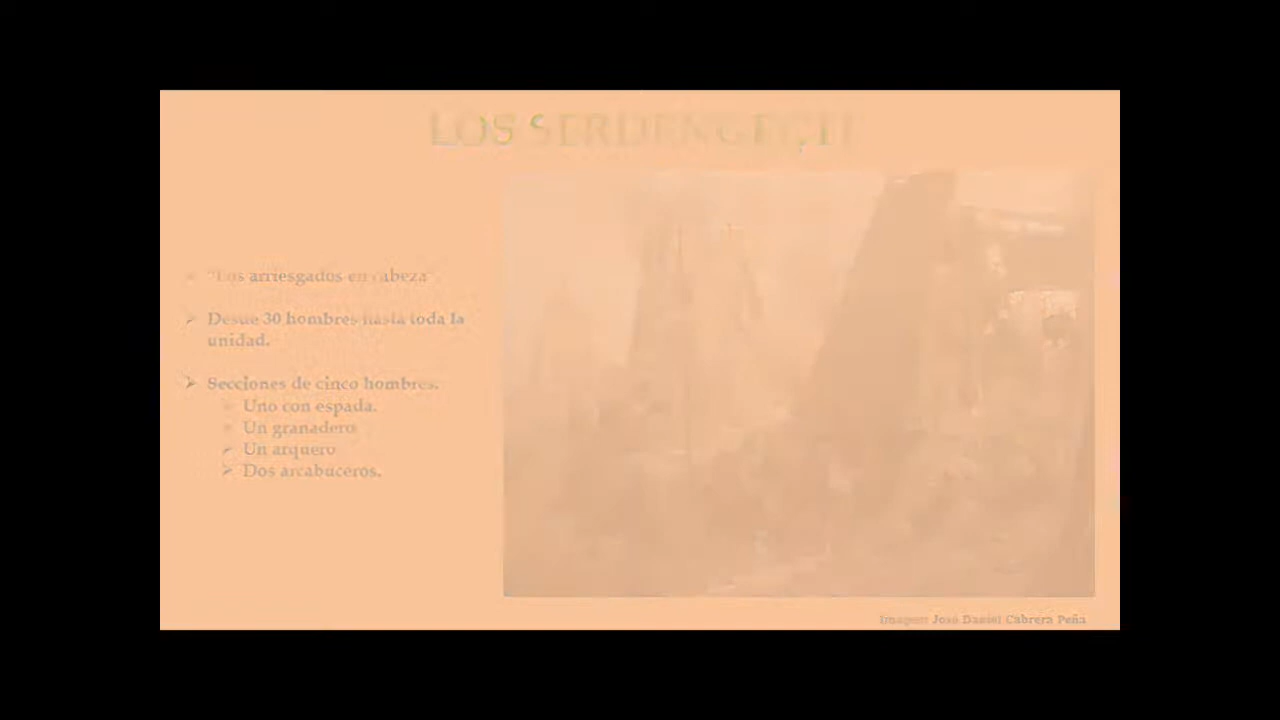 LOS SERDENGEÇTI
"Los arriesgados en cabeza".
Desde 30 hombres hasta toda la
unidad.
Secciones de cinco hombres.
Uno con espada.
Un granadero
Un arquero
Dos arcabuceros.
Imagen: José Daniel Cabrera Peña